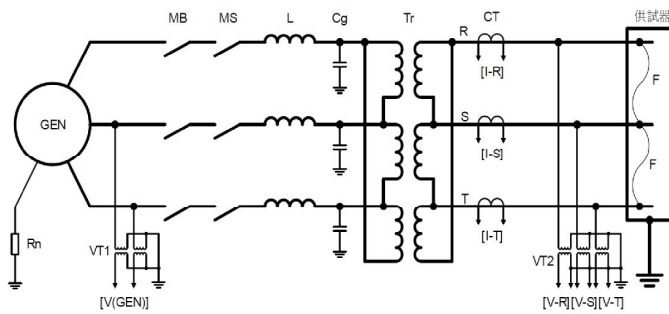 MB MS L Cg Tr R CT 供試器
[I-R]
F
GEN
S
[I-S]
F
T
[I-T]
Rn
VT1
VT2
[V(GEN)]
[V-R] [V-S] [V-T]